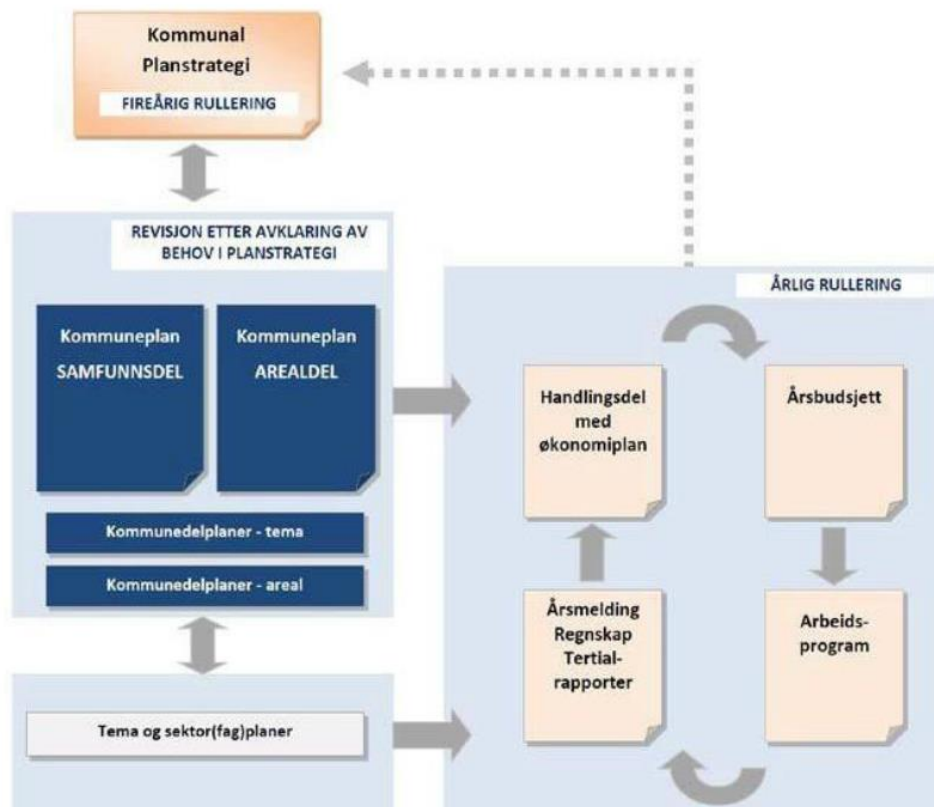 Kommunal
Planstrategi
FIREÅRIG RULLERING
REVISJON ETTER AVKLARING AV
BEHOV I PLANSTRATEGI
Kommuneplan
SAMFUNNSDEL
Kommuneplan
AREALDEL
Kommunedelplaner - tema
Kommunedelplaner - areal
Tema og sektor(fag)planer
ÅRLIG RULLERING
Handlingsdel
med
økonomiplan
Årsbudsjett
Årsmelding
Regnskap
Tertial-
rapporter
Arbeids-
program